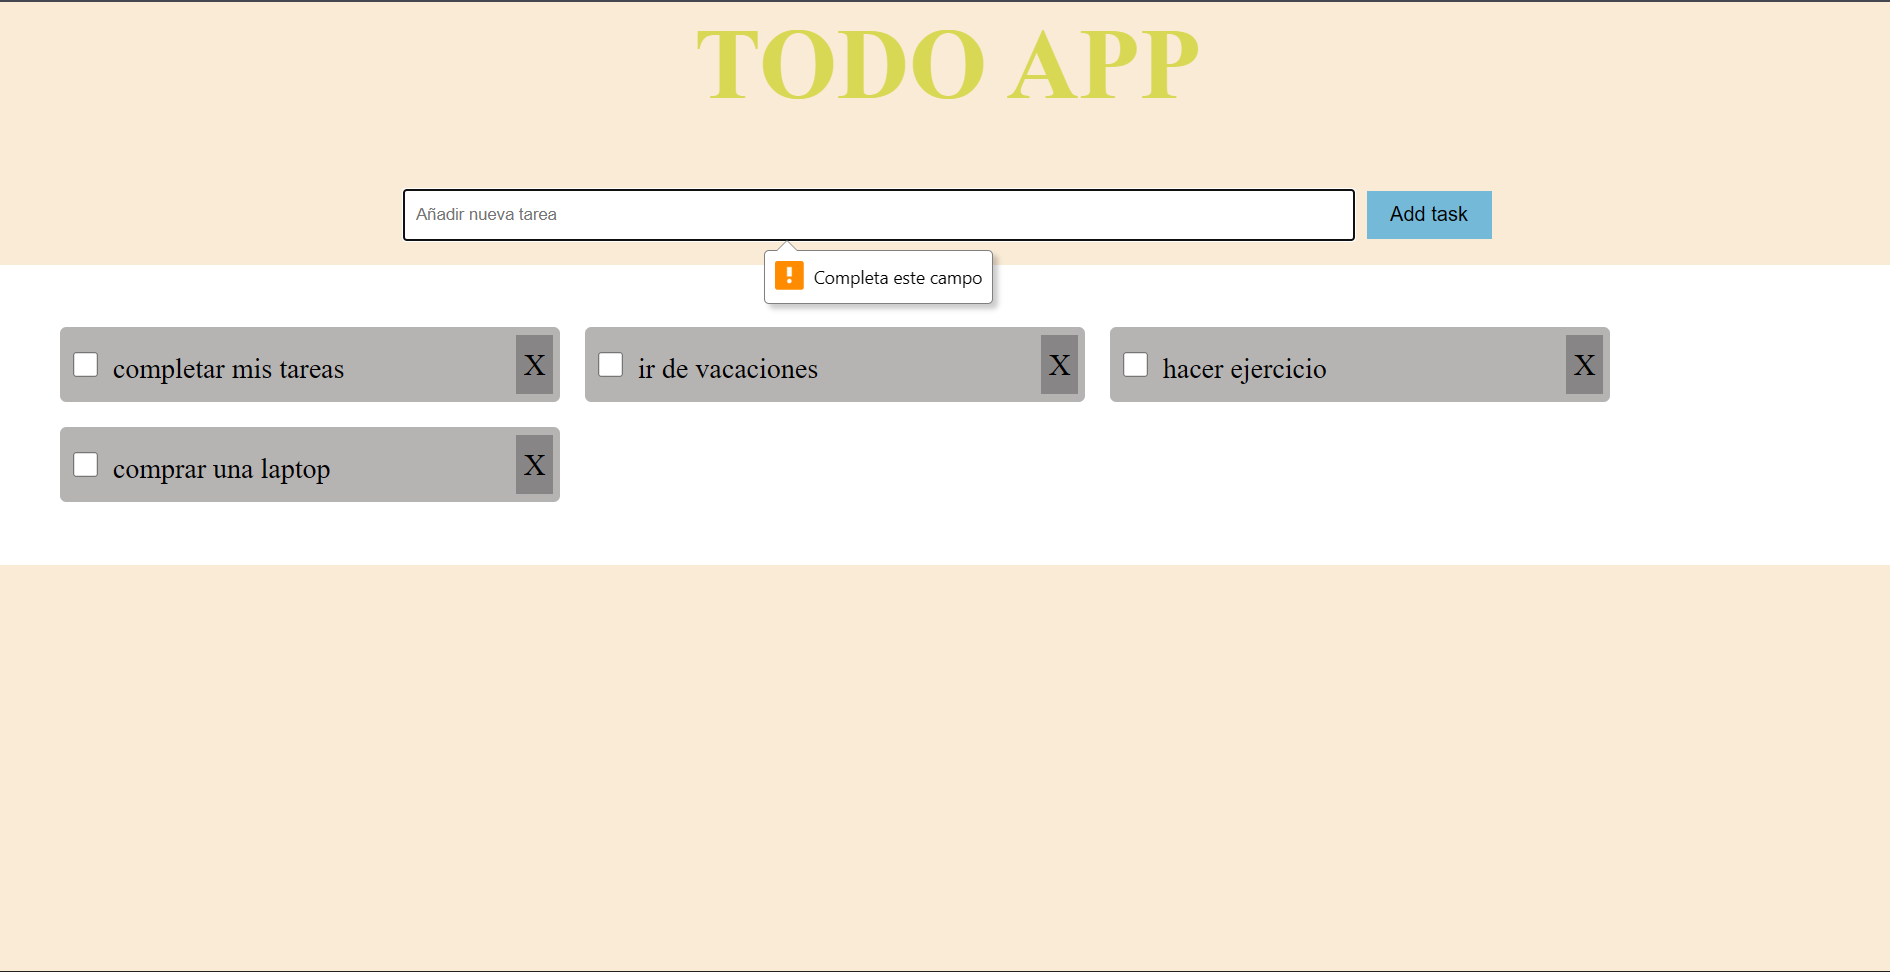 TODO APP
Añadir nueva tarea
Add task
Completa este campo
completar mis tareas X
ir de vacaciones X
hacer ejercicio X
comprar una laptop X